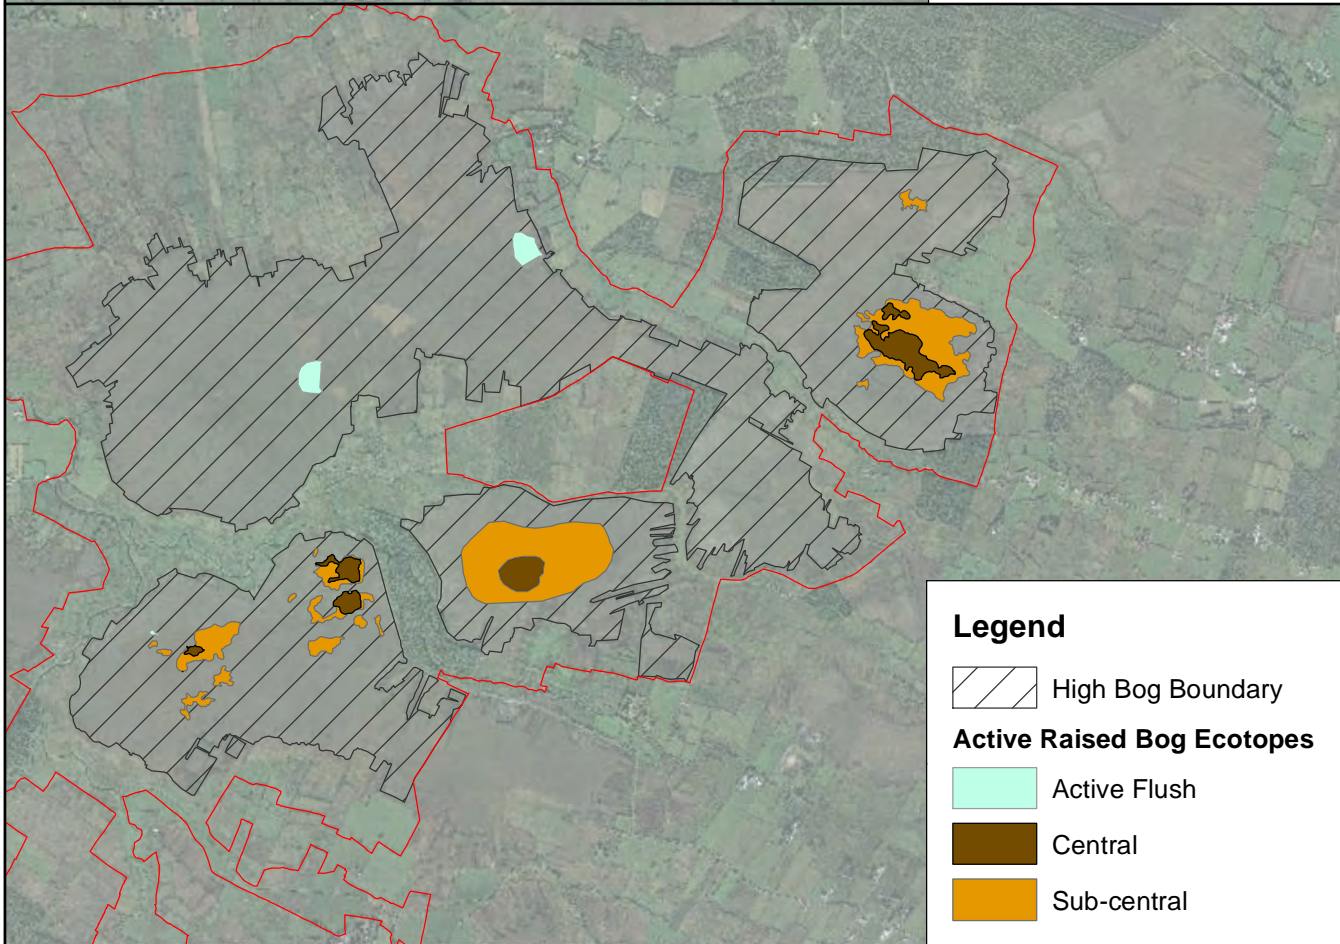 Legend
High Bog Boundary
Active Raised Bog Ecotopes
Active Flush
Central
Sub-central